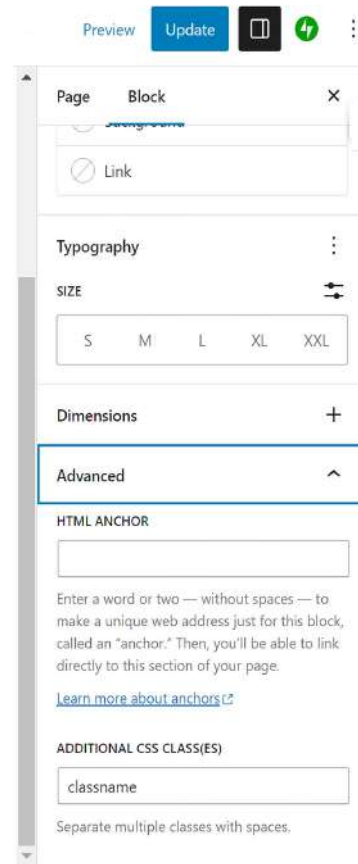 Preview Update
Page Block
Background
Link
Typography
SIZE
S M L XL XXL
Dimensions
Advanced
HTML ANCHOR
Enter a word or two — without spaces — to
make a unique web address just for this block,
called an “anchor.” Then, you’ll be able to link
directly to this section of your page.
Learn more about anchors
ADDITIONAL CSS CLASS(ES)
classname
Separate multiple classes with spaces.